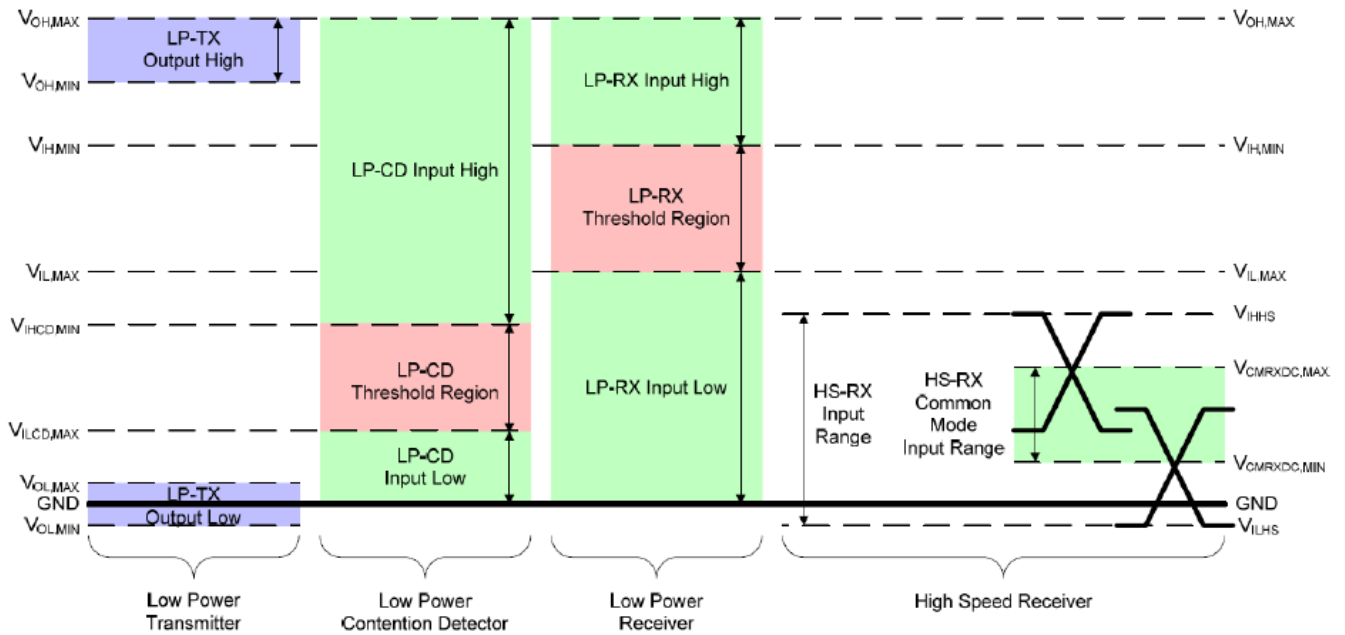 VOH,MAX
VOH,MIN
VIH,MIN
VIL,MAX
VIHCD,MIN
VILCD,MAX
VOL,MAX
GND
VOL,MIN
LP-TX
Output High
LP-TX
Output Low
LP-CD Input High
LP-CD
Threshold Region
LP-CD
Input Low
LP-RX Input High
LP-RX
Threshold Region
LP-RX Input Low
HS-RX
Input
Range
HS-RX
Common
Mode
Input Range
VOH,MAX
VIH,MIN
VIL,MAX
VIHHS
VCMRXDC,MAX
VCMRXDC,MIN
GND
VILHS
Low Power
Transmitter
Low Power
Contention Detector
Low Power
Receiver
High Speed Receiver